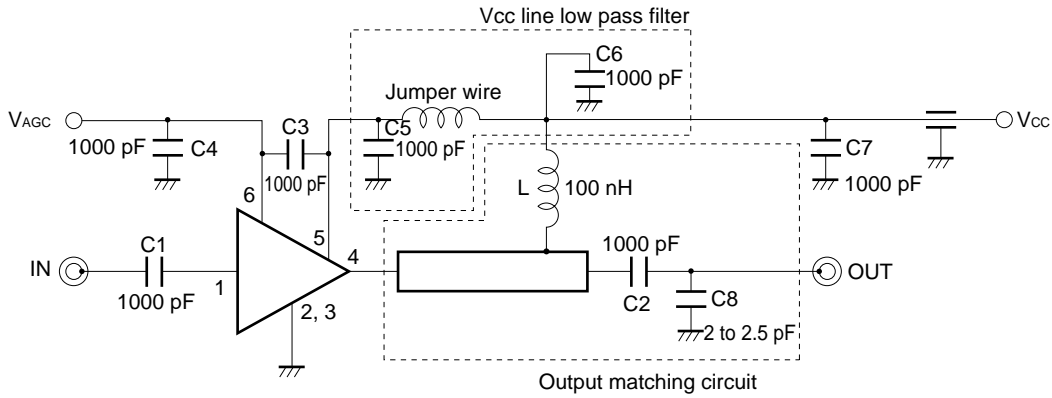 Vcc line low pass filter
C6
1000 pF
Jumper wire
VAGC
C3
C5
VCC
1000 pF
C4
1000 pF
C7
1000 pF
1000 pF
L
100 nH
6
5
4
1000 pF
IN
C1
1
OUT
1000 pF
C2
C8
2, 3
2 to 2.5 pF
Output matching circuit